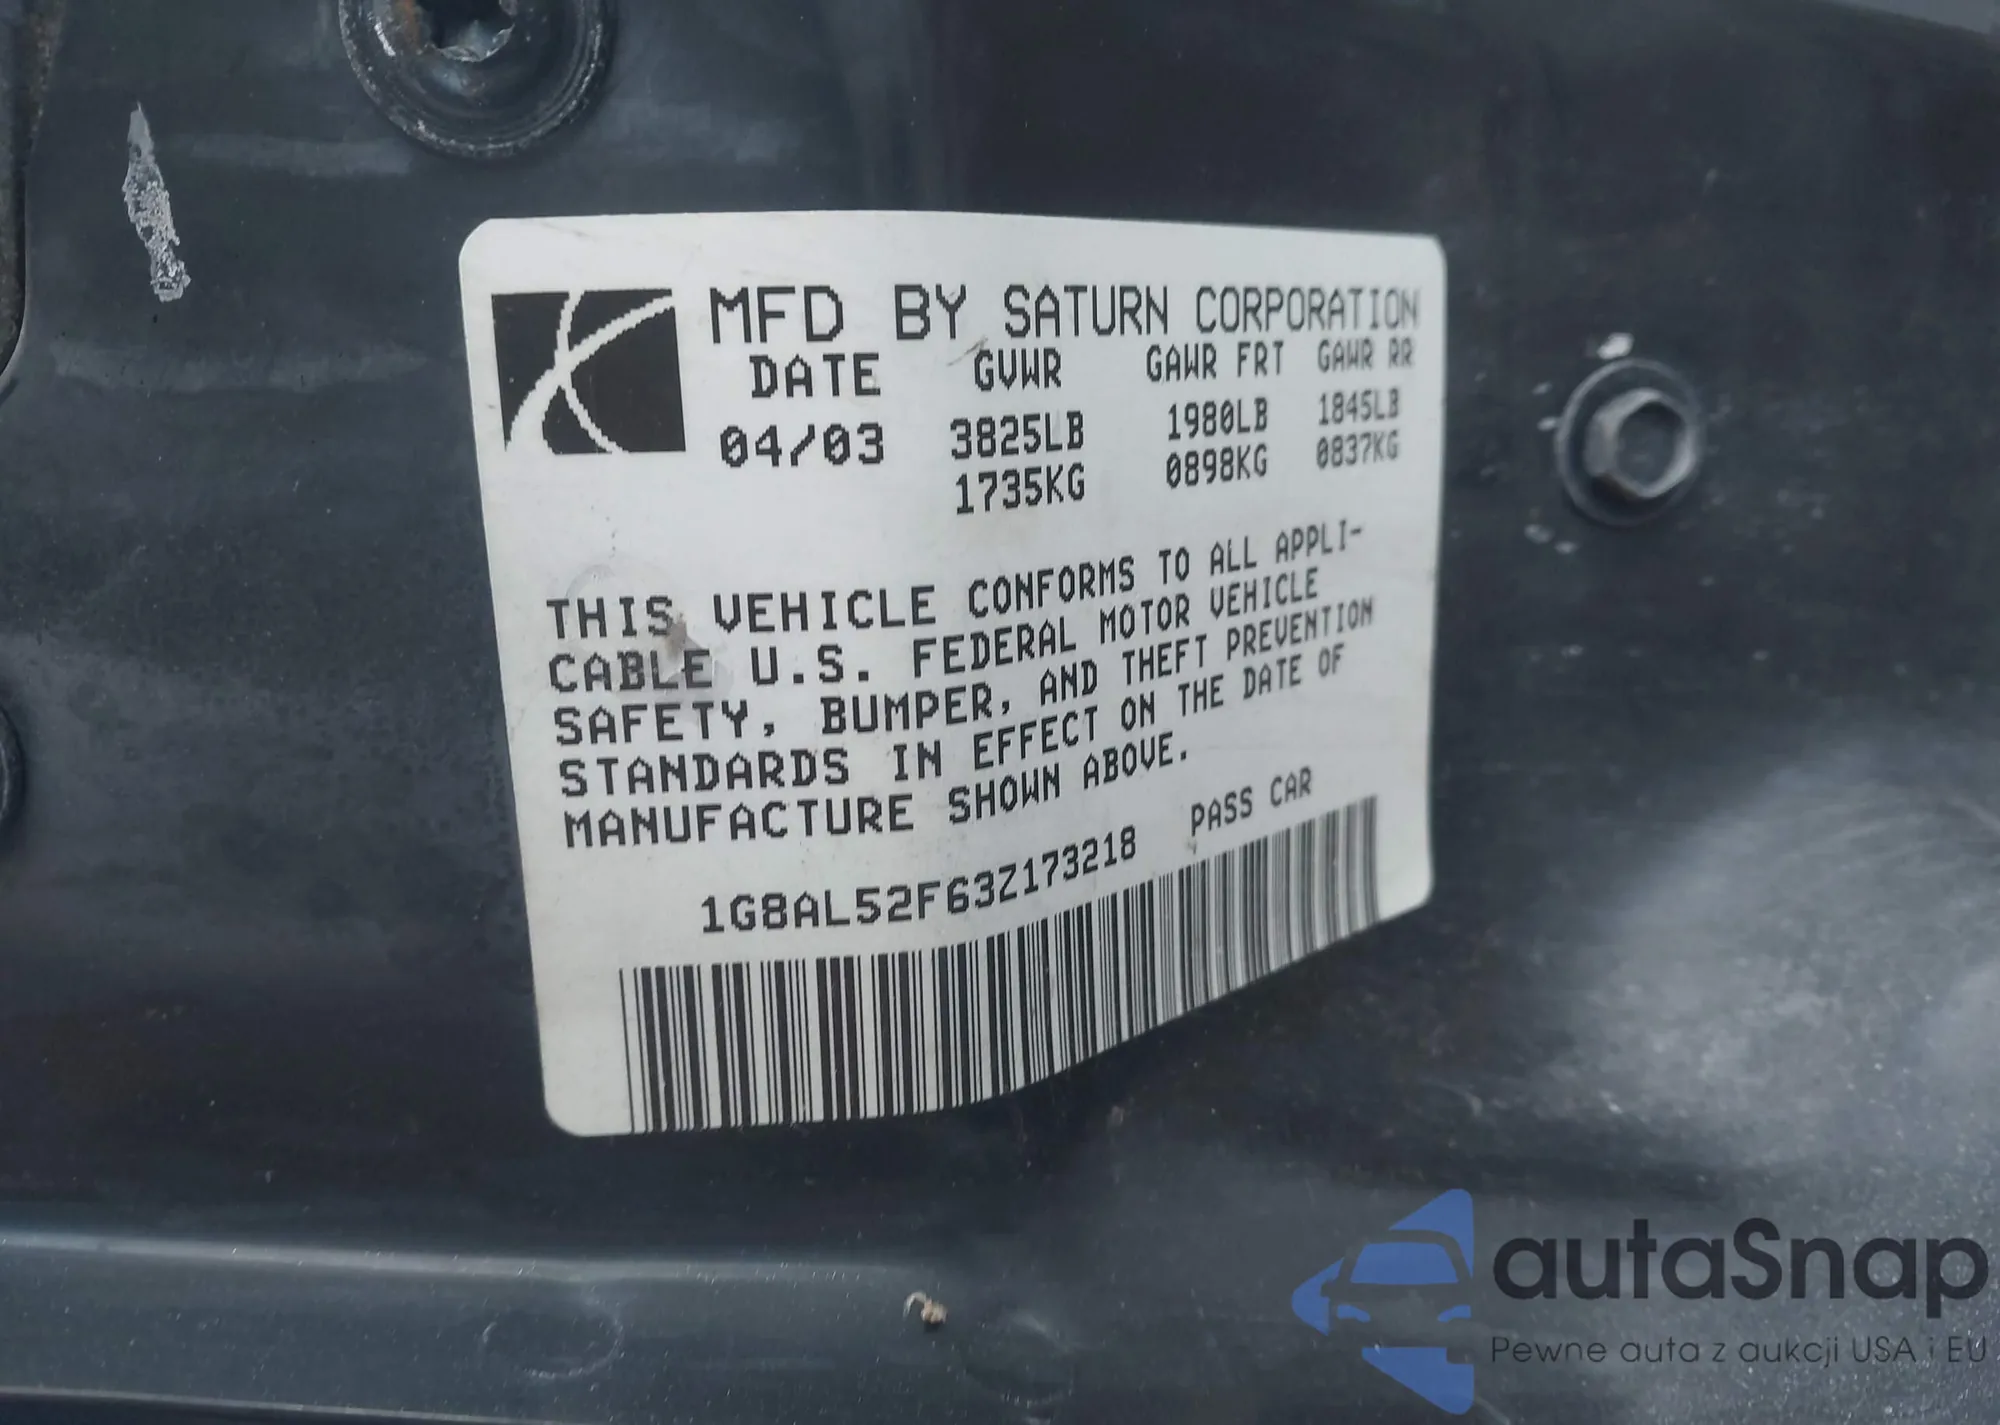 MFD BY SATURN CORPORATION
DATE GVWR GAWR FRT GAWR RR
04/03 3825LB 1980LB 1845LB
1735KG 0898KG 0837KG
THIS VEHICLE CONFORMS TO ALL APPLI-
CABLE U.S. FEDERAL MOTOR VEHICLE
SAFETY, BUMPER, AND THEFT PREVENTION
STANDARDS IN EFFECT ON THE DATE OF
MANUFACTURE SHOWN ABOVE.
1G8AL52F63Z173218 PASS CAR
autaSnap
Pewne auta z aukcji USA i EU